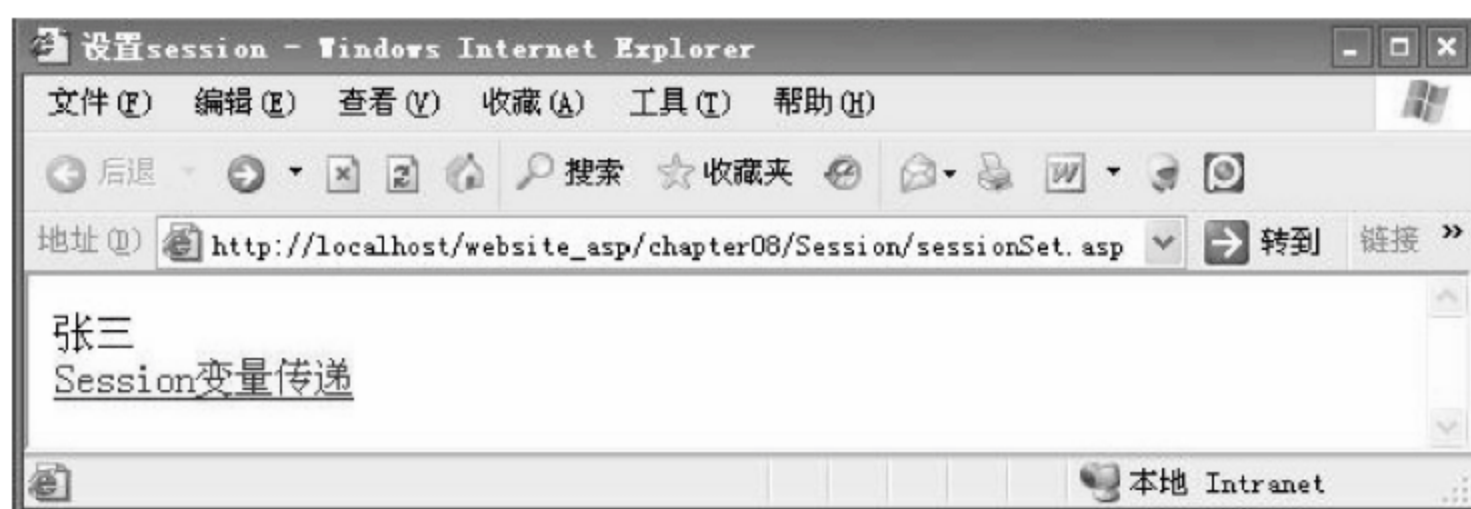 设置session - Windows Internet Explorer
文件(F) 编辑(E) 查看(V) 收藏(A) 工具(T) 帮助(H)
后退 搜索 收藏夹 W
地址(D) http://localhost/website_asp/chapter08/Session/sessionSet.asp 转到 链接 »
张三
Session变量传递
本地 Intranet